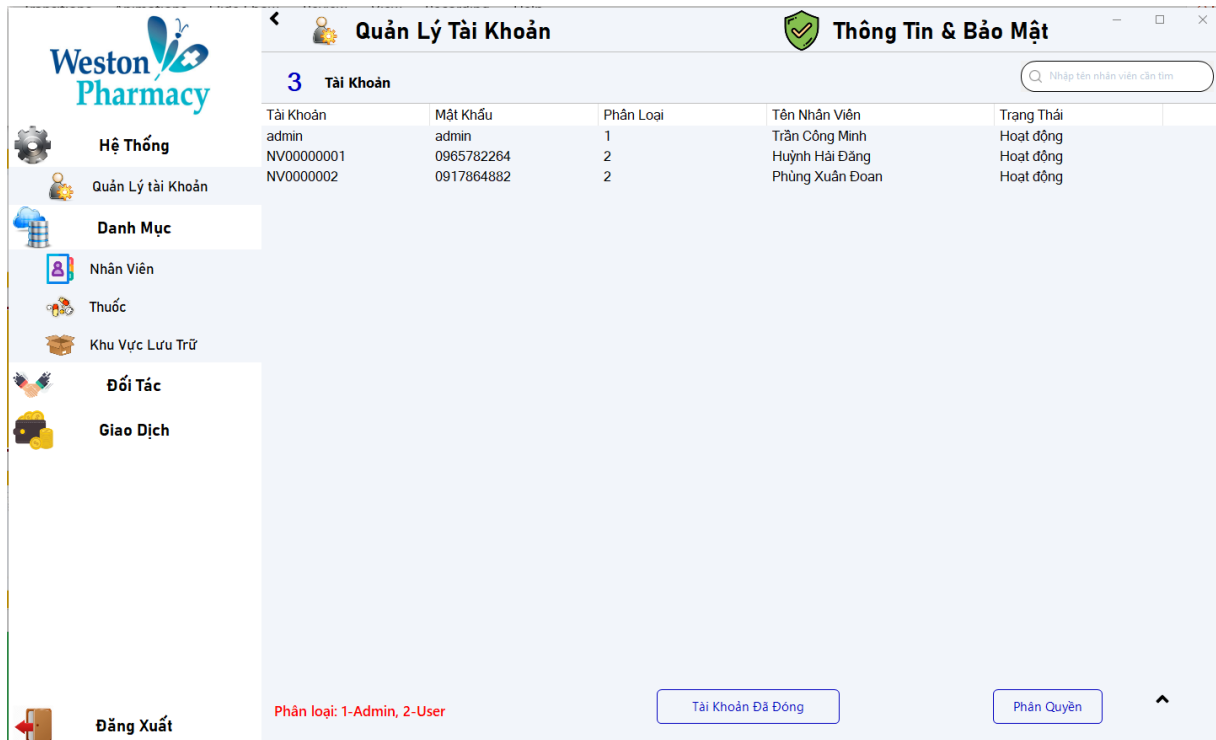 Weston
Pharmacy
Quản Lý Tài Khoản
Thông Tin & Bảo Mật
3 Tài Khoản
Nhập tên nhân viên cần tìm
Tài Khoản Mật Khẩu Phân Loại Tên Nhân Viên Trạng Thái
admin admin 1 Trần Công Minh Hoạt động
NV00000001 0965782264 2 Huỳnh Hải Đăng Hoạt động
NV0000002 0917864882 2 Phùng Xuân Đoan Hoạt động
Hệ Thống
Quản Lý tài Khoản
Danh Mục
Nhân Viên
Thuốc
Khu Vực Lưu Trữ
Đối Tác
Giao Dịch
Đăng Xuất
Phân loại: 1-Admin, 2-User
Tài Khoản Đã Đóng
Phân Quyền